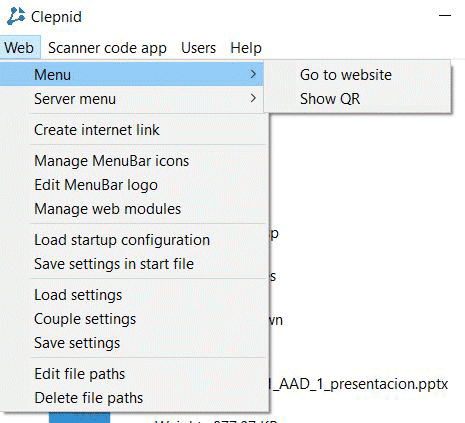 Clepnid
Web Scanner code app Users Help
Menu
Go to website
Server menu
Show QR
Create internet link
Manage MenuBar icons
Edit MenuBar logo
Manage web modules
Load startup configuration
Save settings in start file
Load settings
Couple settings
Save settings
Edit file paths
_AAD_1_presentacion.pptx
Delete file paths